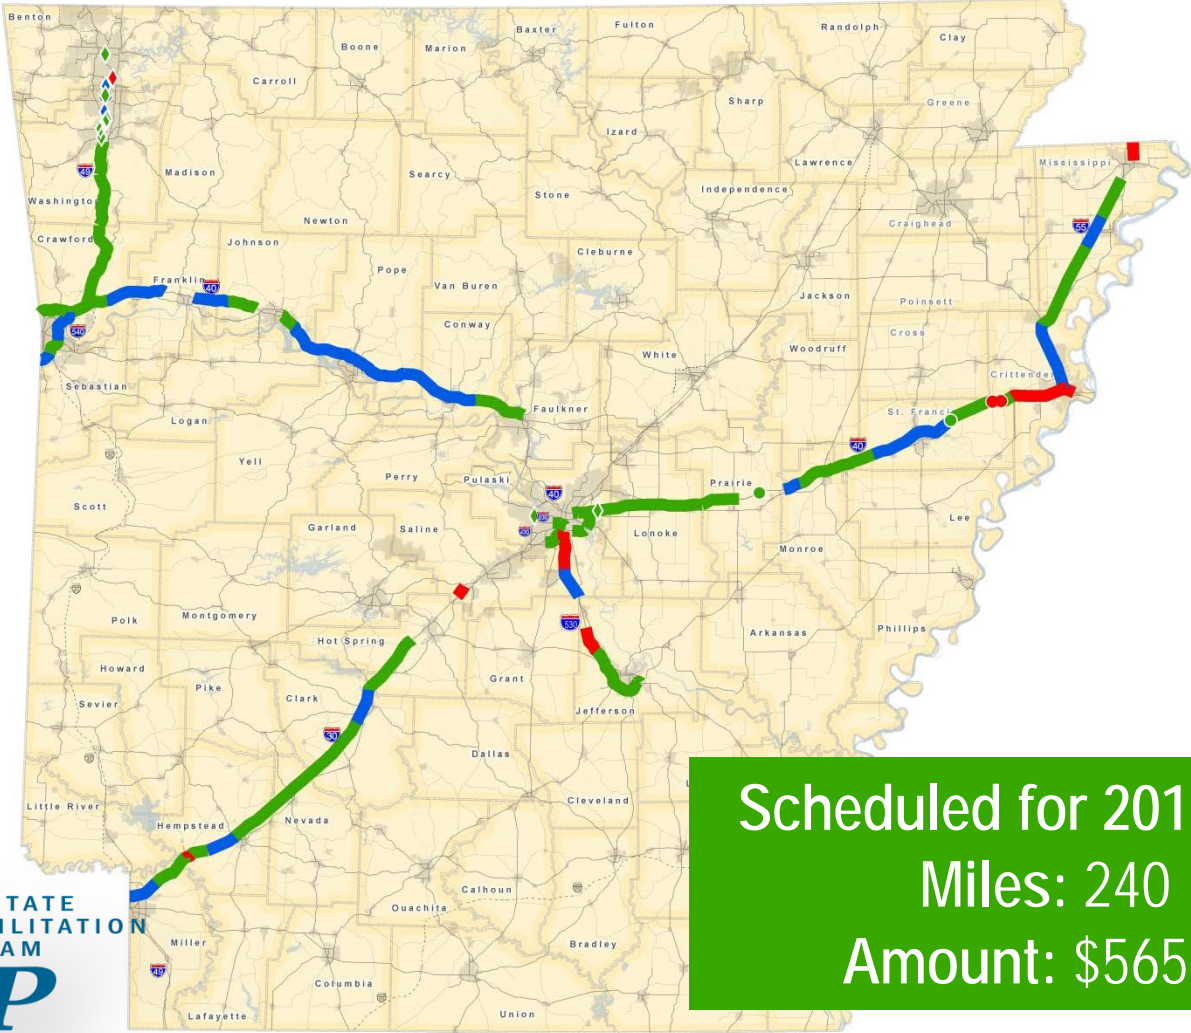 Benton
Boone
Marion
Baxter
Fulton
Randolph
Clay
Carroll
Sharp
Greene
Izard
Lawrence
Mississippi
49
Madison
Searcy
Stone
Independence
Washington
Newton
Craighead
55
Crawford
Johnson
Cleburne
Franklin
40
Pope
Van Buren
Jackson
Poinsett
540
Conway
White
Woodruff
Cross
Sebastian
Crittenden
Logan
Faulkner
St. Francis
40
Yell
Perry
Pulaski
Prairie
40
Scott
Garland
Saline
Lonoke
Lee
Monroe
Polk
Montgomery
Hot Spring
530
Arkansas
Phillips
Howard
Pike
Clark
Grant
Sevier
Jefferson
30
Dallas
Little River
Hempstead
Nevada
Cleveland
Calhoun
Ouachita
Miller
Bradley
49
Columbia
Lafayette
Union
TATE
ILITATION
AM
P
Scheduled for 201
Miles: 240
Amount: $565